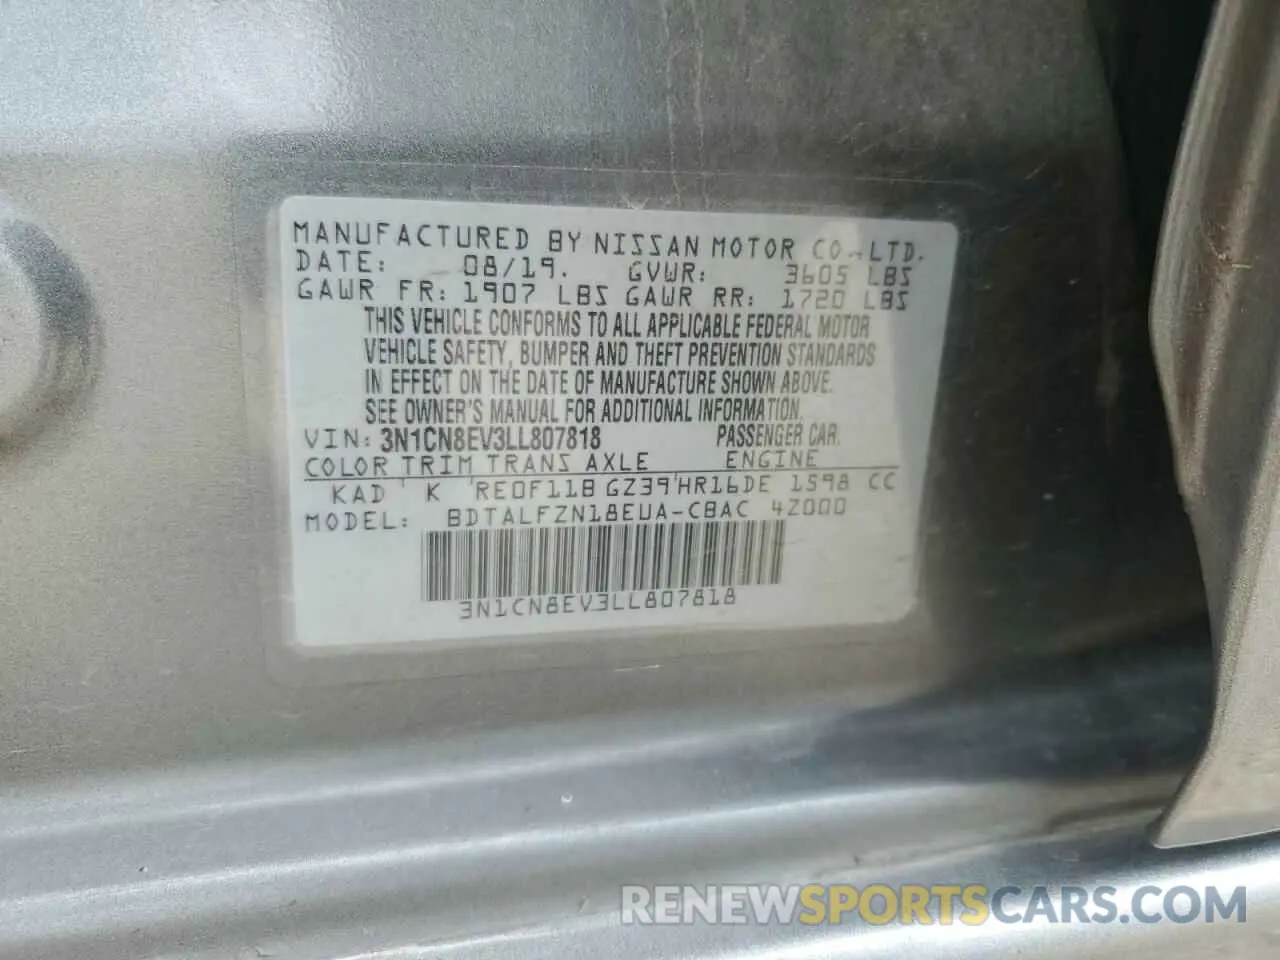 MANUFACTURED BY NISSAN MOTOR CO., LTD.
DATE: 08/19. GVWR: 3605 LBS
GAWR FR: 1907 LBS GAWR RR: 1720 LBS
THIS VEHICLE CONFORMS TO ALL APPLICABLE FEDERAL MOTOR
VEHICLE SAFETY, BUMPER AND THEFT PREVENTION STANDARDS
IN EFFECT ON THE DATE OF MANUFACTURE SHOWN ABOVE.
SEE OWNER'S MANUAL FOR ADDITIONAL INFORMATION.
VIN: 3N1CN8EV3LL807818 PASSENGER CAR.
COLOR TRIM TRANS AXLE ENGINE
KAD K RE0F11B GZ39 HR16DE 1598 CC
MODEL: BDTALFZN18EUA-CBAC 4Z000
3N1CN8EV3LL807818
RENEWSPORTSCARS.COM